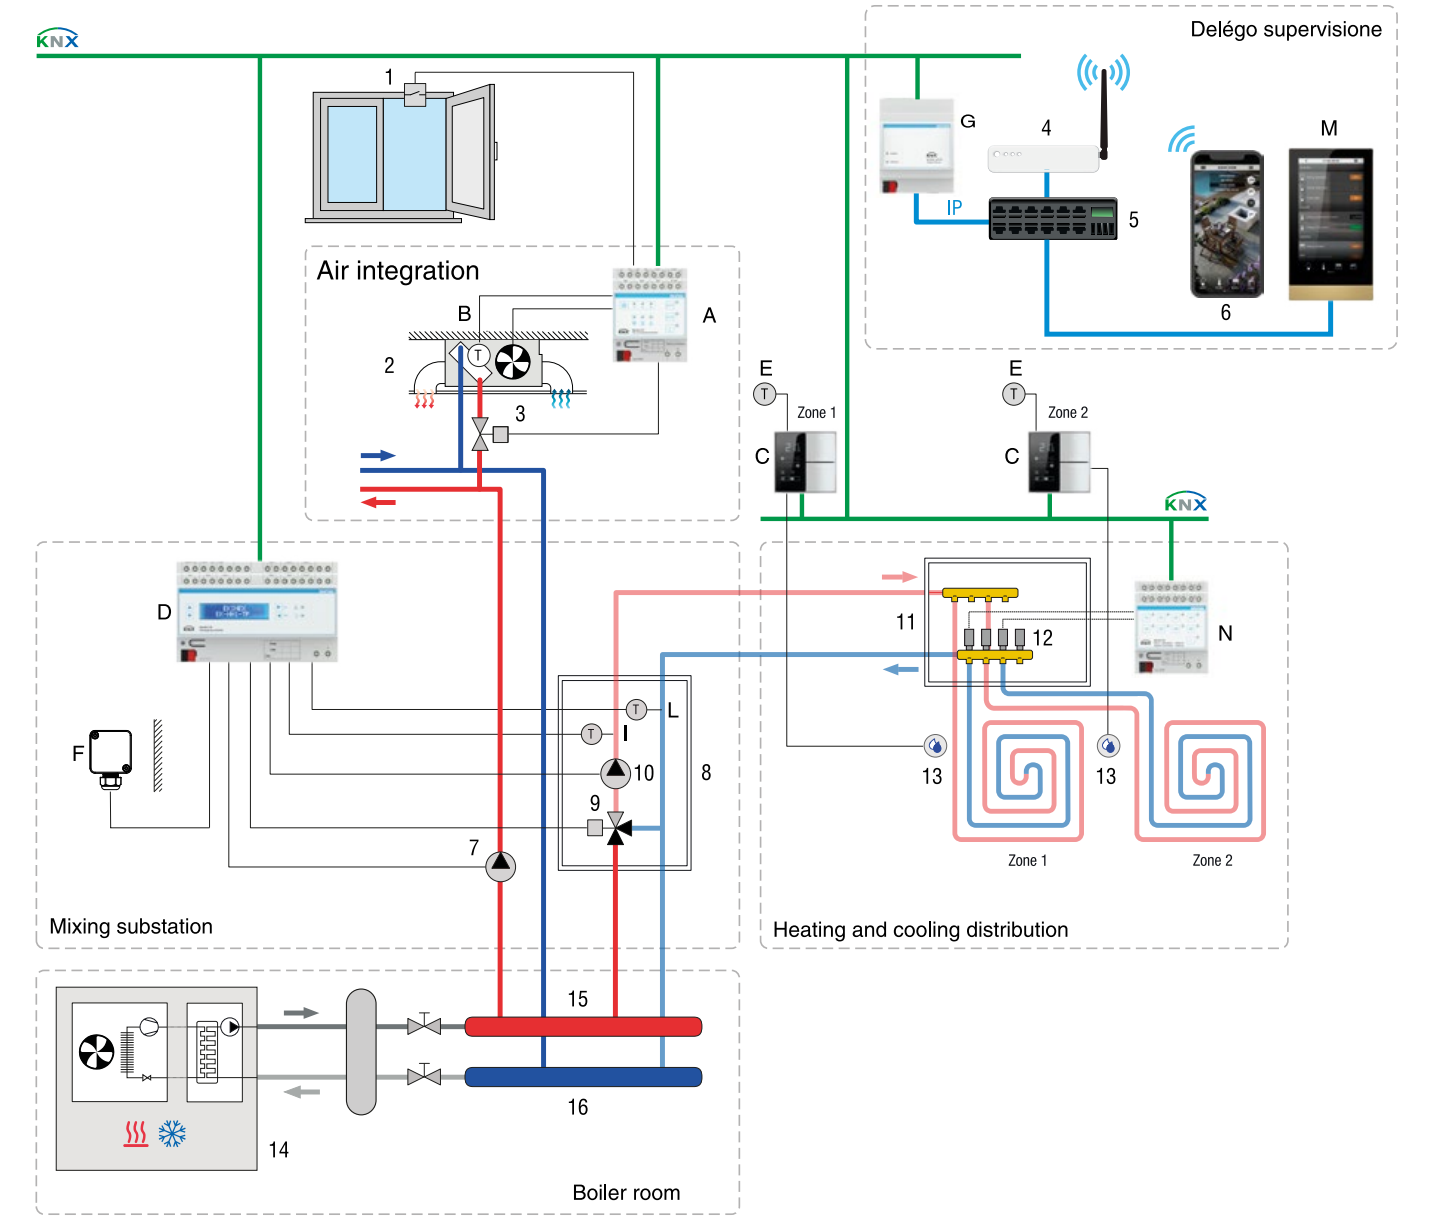 KNX
Delégo supervisione
1
G
4
M
IP
5
6
Air integration
B
A
2
3
E
Zone 1
C
E
Zone 2
C
KNX
D
11
12
N
F
L
I
10
8
9
7
13
13
Zone 1
Zone 2
Mixing substation
Heating and cooling distribution
15
16
14
Boiler room
T
T
T
T
T